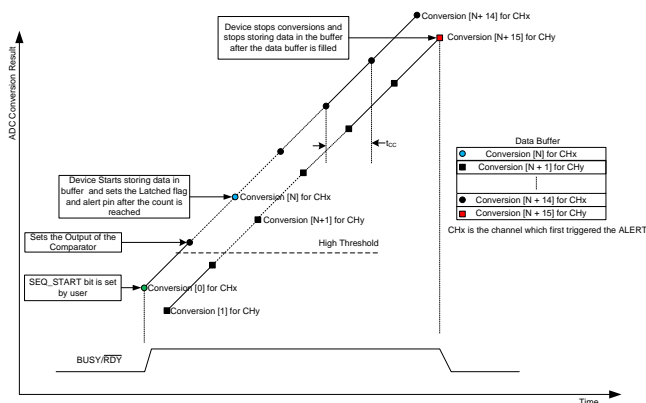 Conversion [N+ 14] for CHx
Device stops conversions and
stops storing data in the buffer
after the data buffer is filled
Conversion [N+ 15] for CHy
ADC Conversion Result
tCC
Data Buffer
Conversion [N] for CHx
Conversion [N + 1] for CHy
Conversion [N + 14] for CHx
Conversion [N + 15] for CHy
CHx is the channel which first triggered the ALERT
Device Starts storing data in
buffer and sets the Latched flag
and alert pin after the count is
reached
Conversion [N] for CHx
Conversion [N+1] for CHy
Sets the Output of the
Comparator
High Threshold
SEQ_START bit is set
by user
Conversion [0] for CHx
Conversion [1] for CHy
BUSY/RDY
Time